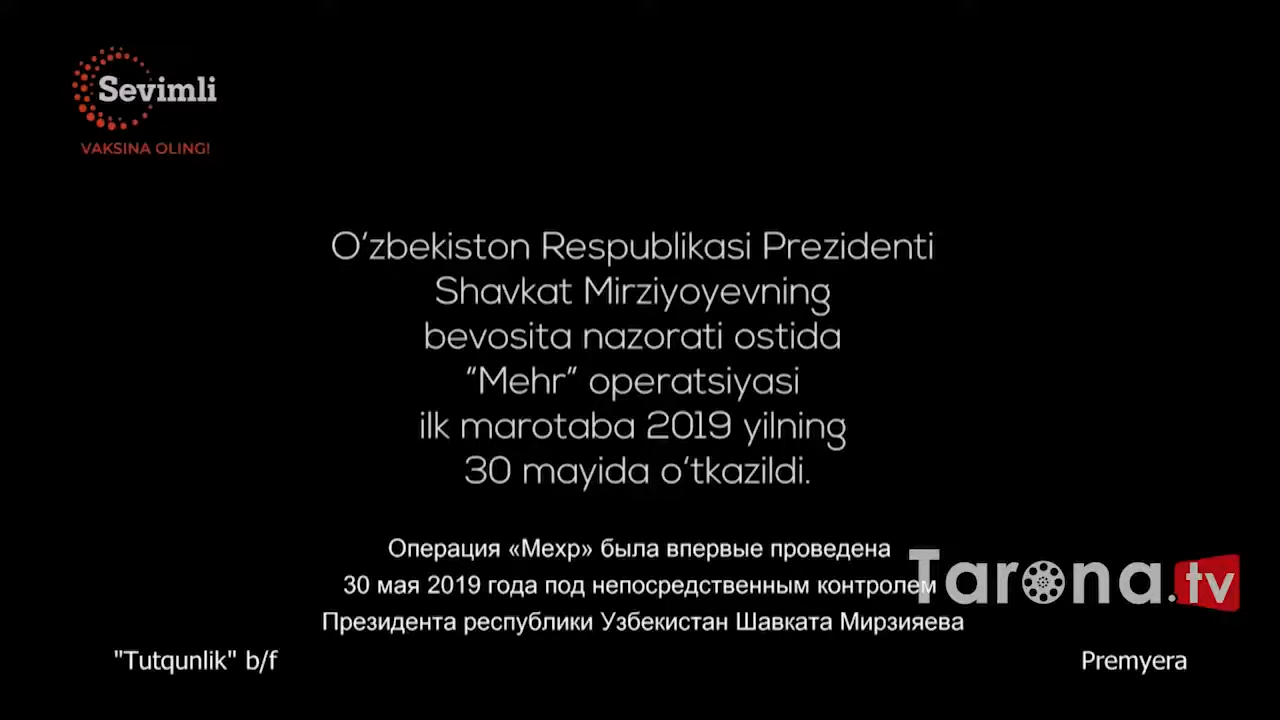 Sevimli
VAKSINA OLING!
O‘zbekiston Respublikasi Prezidenti
Shavkat Mirziyoyevning
bevosita nazorati ostida
“Mehr” operatsiyasi
ilk marotaba 2019 yilning
30 mayida o‘tkazildi.
Операция «Мехр» была впервые проведена
30 мая 2019 года под непосредственным контролем
Президента республики Узбекистан Шавката Мирзияева
Tarona.tv
"Tutqunlik" b/f
Premyera